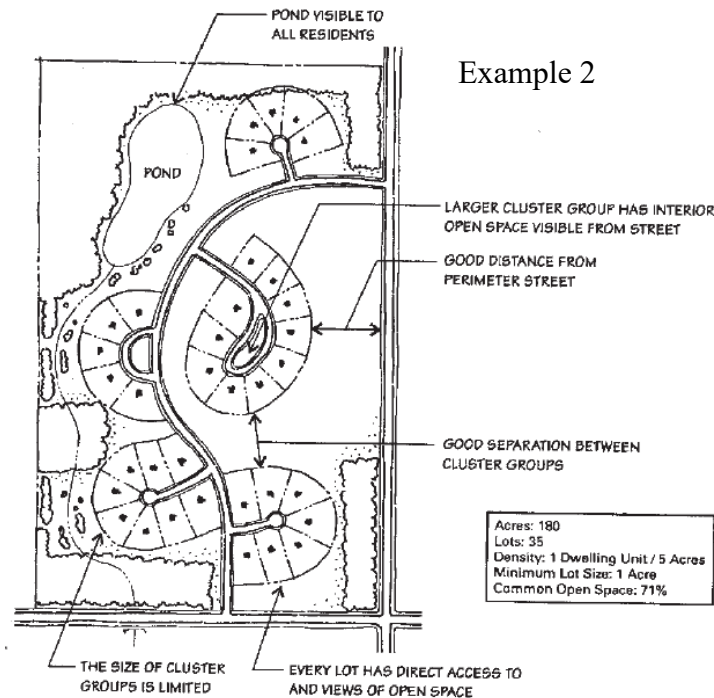 POND VISIBLE TO
ALL RESIDENTS
Example 2
POND
LARGER CLUSTER GROUP HAS INTERIOR
OPEN SPACE VISIBLE FROM STREET
GOOD DISTANCE FROM
PERIMETER STREET
GOOD SEPARATION BETWEEN
CLUSTER GROUPS
Acres: 180
Lots: 35
Density: 1 Dwelling Unit / 5 Acres
Minimum Lot Size: 1 Acre
Common Open Space: 71%
THE SIZE OF CLUSTER
GROUPS IS LIMITED
EVERY LOT HAS DIRECT ACCESS TO
AND VIEWS OF OPEN SPACE